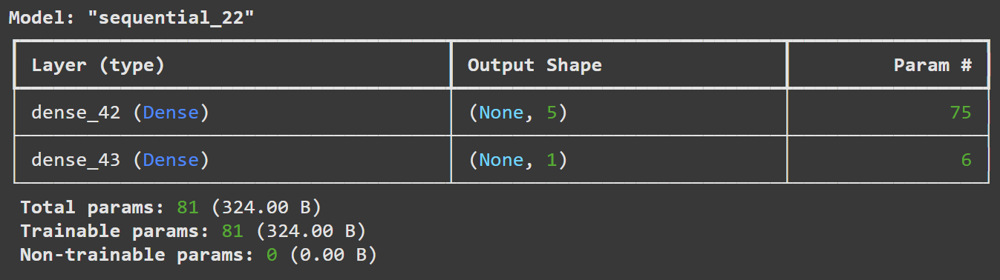 Model: "sequential_22"
Layer (type) Output Shape Param #
dense_42 (Dense) (None, 5) 75
dense_43 (Dense) (None, 1) 6
Total params: 81 (324.00 B)
Trainable params: 81 (324.00 B)
Non-trainable params: 0 (0.00 B)